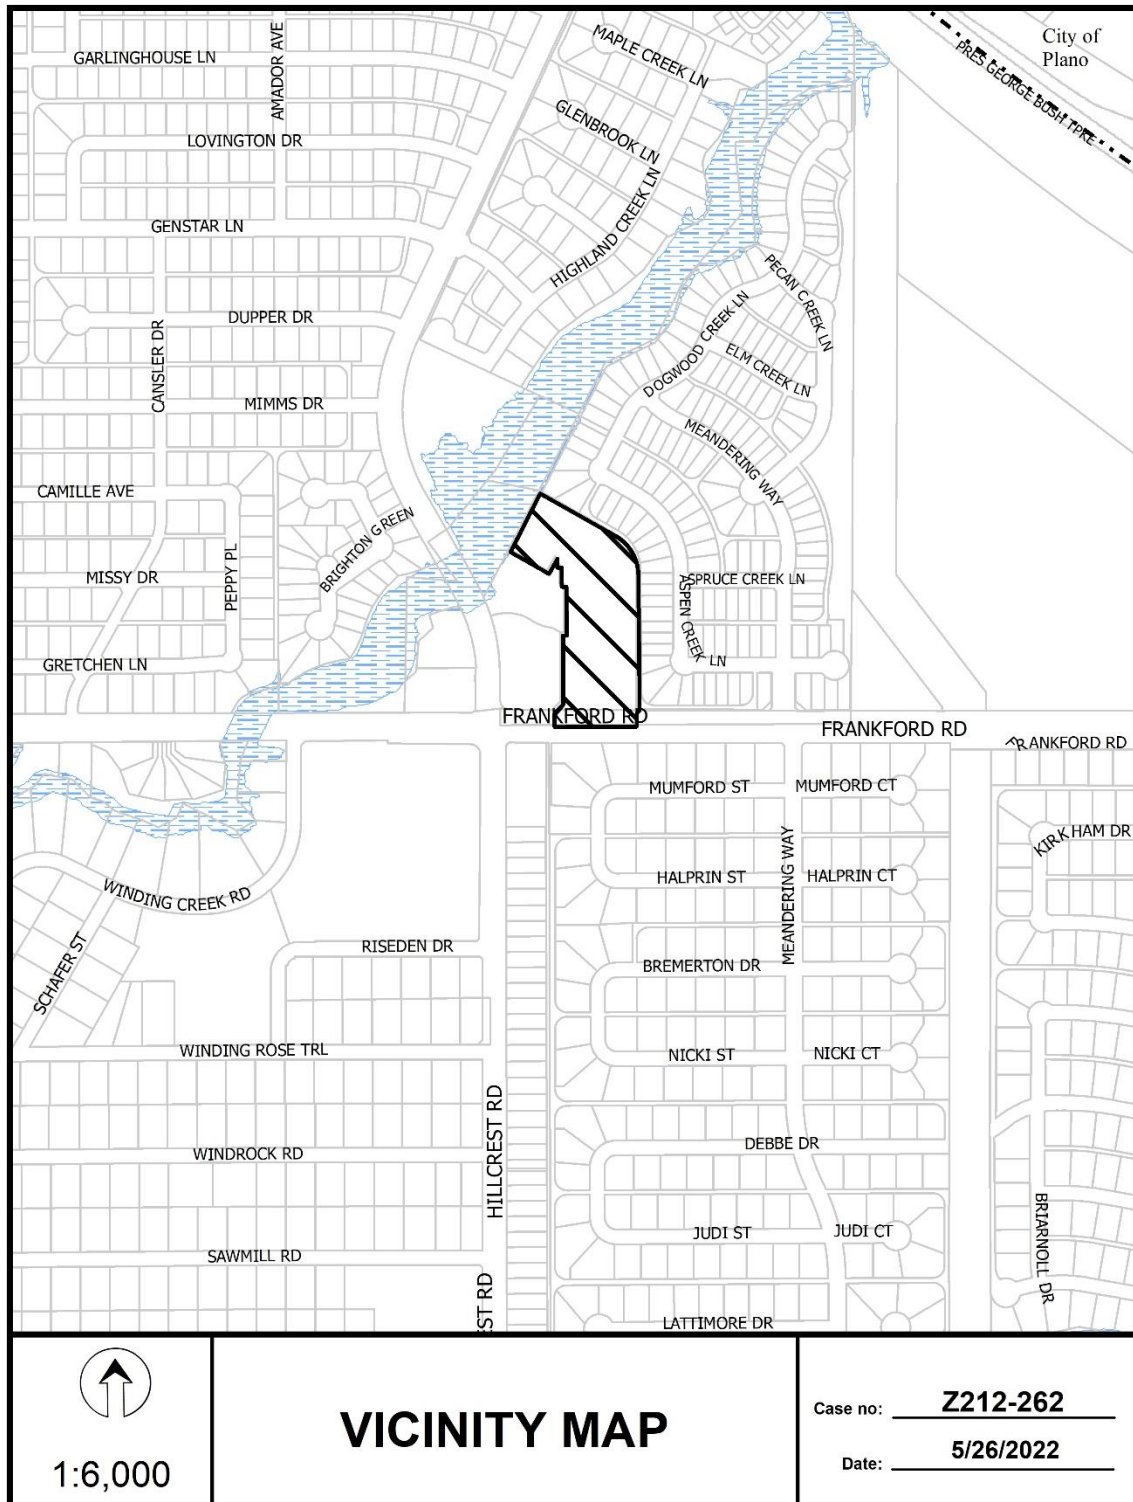 GARLINGHOUSE LN
AMADOR AVE
MAPLE CREEK LN
City of
Plano
PRES GEORGE BUSH TPKE
GLENBROOK LN
LOVINGTON DR
HIGHLAND CREEK LN
GENSTAR LN
PECAN CREEK LN
DUPPER DR
DOGWOOD CREEK LN
CANSLER DR
ELM CREEK LN
MIMMS DR
MEANDERING WAY
CAMILLE AVE
BRIGHTON GREEN
MISSY DR
PEPPY PL
SPRUCE CREEK LN
ASPEN CREEK LN
GRETCHEN LN
FRANKFORD RD
FRANKFORD RD
FRANKFORD RD
MUMFORD ST
MUMFORD CT
KIRKHAM DR
MEANDERING WAY
HALPRIN ST
HALPRIN CT
WINDING CREEK RD
SCHAFER ST
RISEDEN DR
BREMERTON DR
WINDING ROSE TRL
NICKI ST
NICKI CT
HILLCREST RD
WINDROCK RD
DEBBE DR
JUDI ST
JUDI CT
BRIARNOLL DR
SAWMILL RD
EST RD
LATTIMORE DR
1:6,000
VICINITY MAP
Case no: Z212-262
Date: 5/26/2022